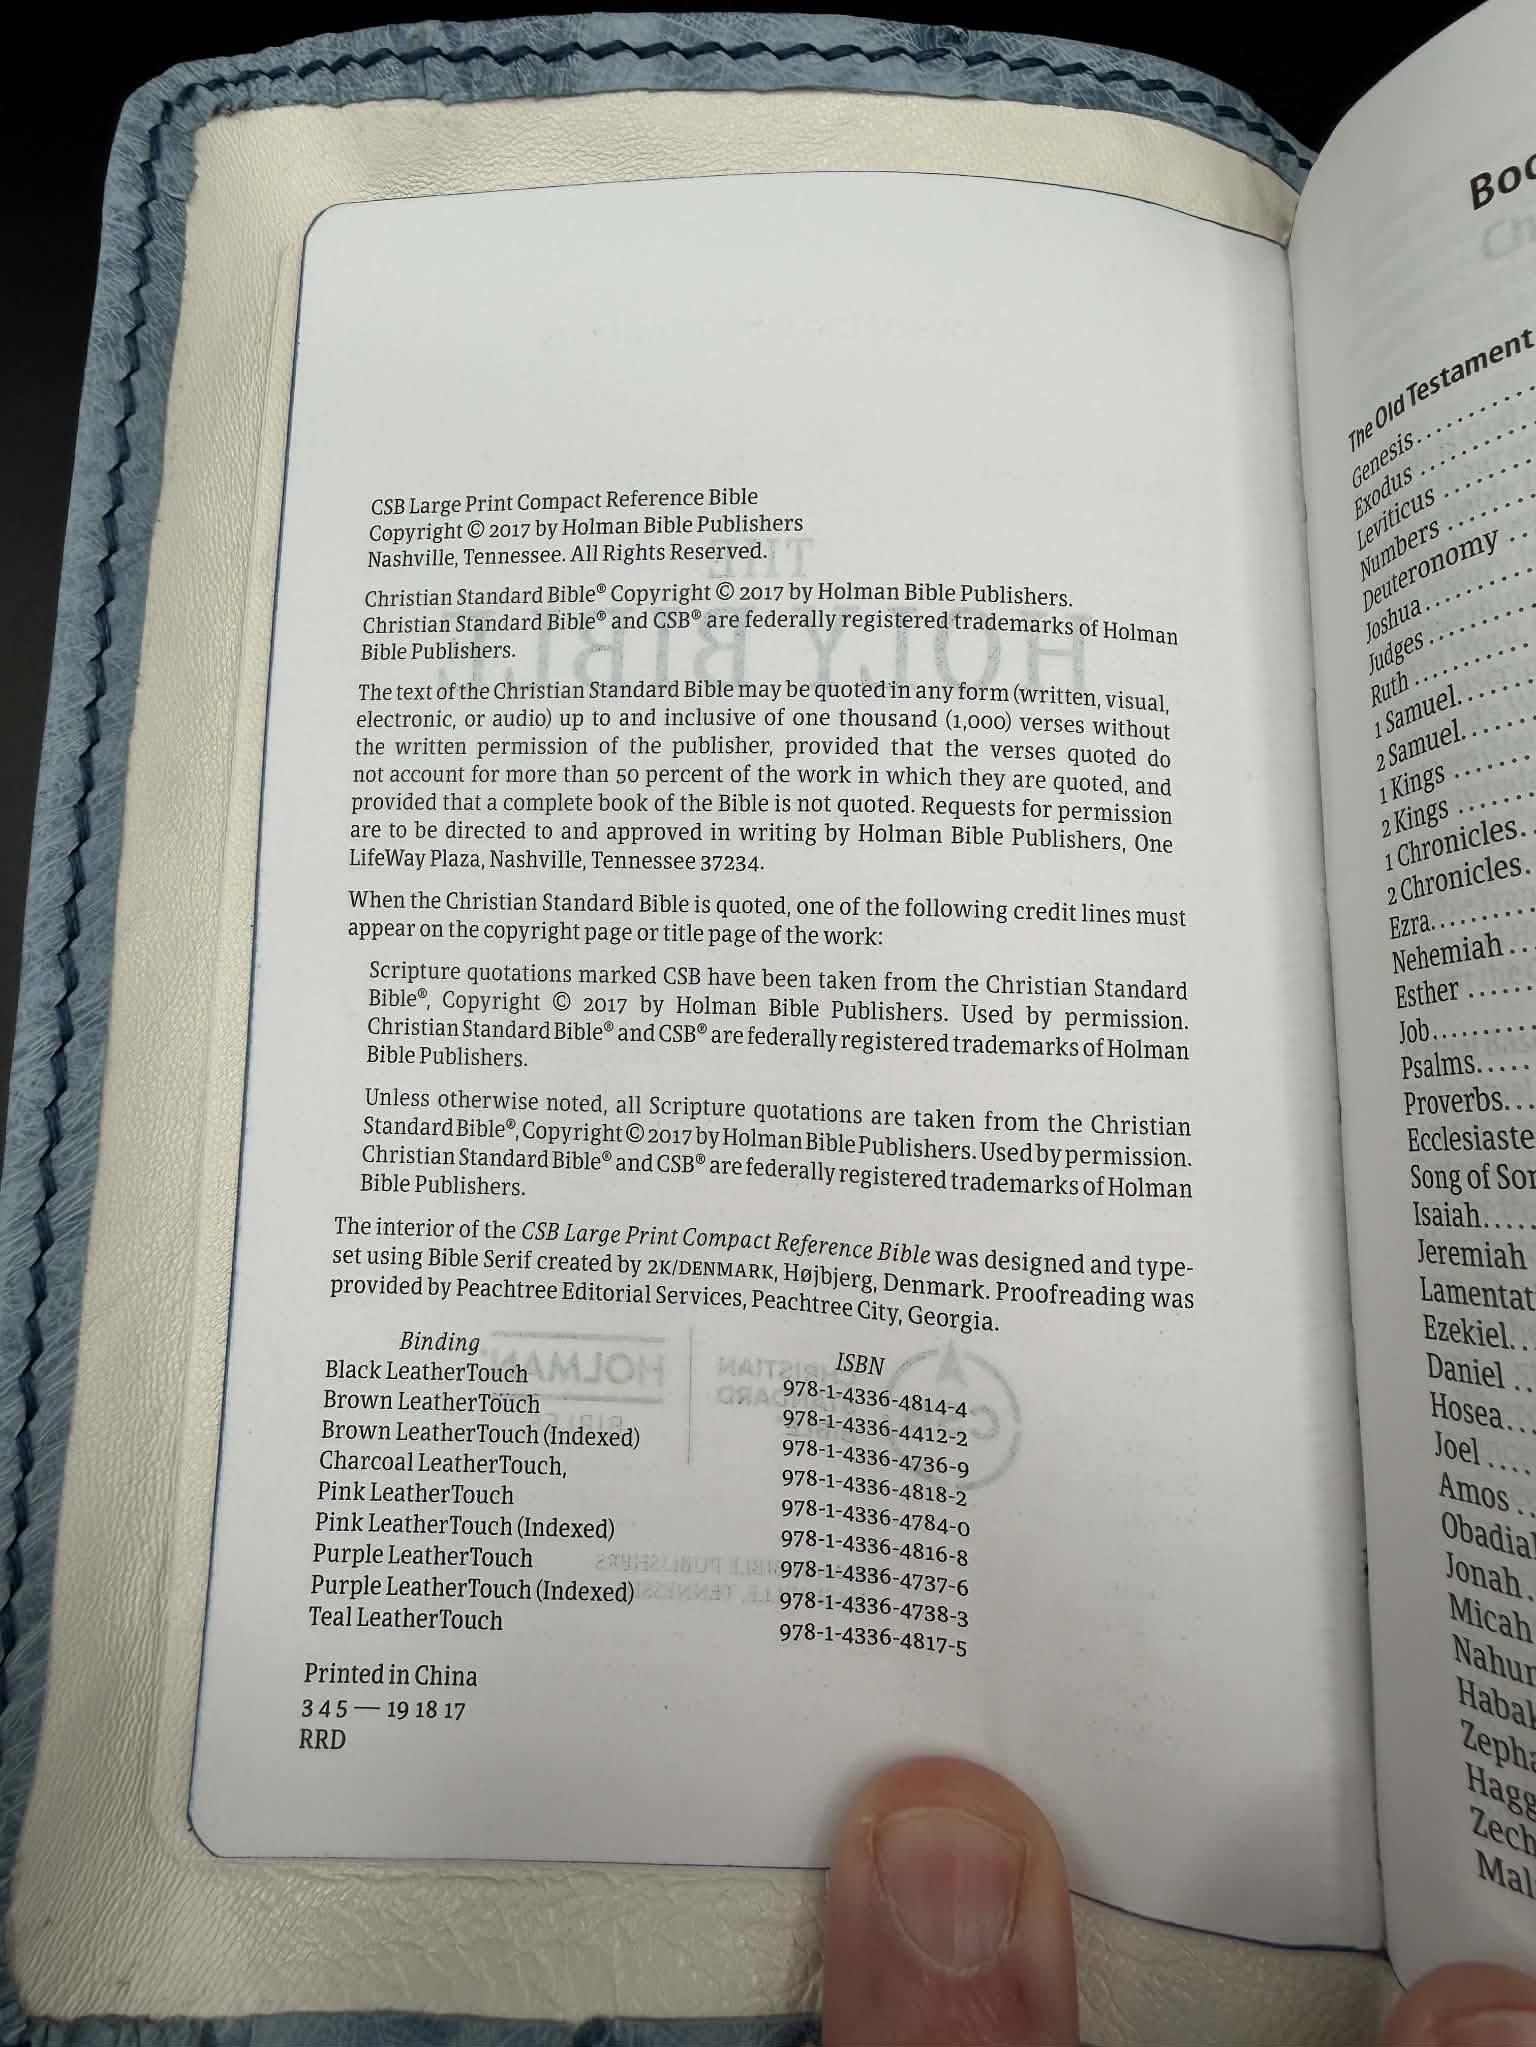 CSB Large Print Compact Reference Bible
Copyright © 2017 by Holman Bible Publishers
Nashville, Tennessee. All Rights Reserved.
Christian Standard Bible® Copyright © 2017 by Holman Bible Publishers.
Christian Standard Bible® and CSB® are federally registered trademarks of Holman
Bible Publishers.
The text of the Christian Standard Bible may be quoted in any form (written, visual,
electronic, or audio) up to and inclusive of one thousand (1,000) verses without
the written permission of the publisher, provided that the verses quoted do
not account for more than 50 percent of the work in which they are quoted, and
provided that a complete book of the Bible is not quoted. Requests for permission
are to be directed to and approved in writing by Holman Bible Publishers, One
LifeWay Plaza, Nashville, Tennessee 37234.
When the Christian Standard Bible is quoted, one of the following credit lines must
appear on the copyright page or title page of the work:
Scripture quotations marked CSB have been taken from the Christian Standard
Bible®, Copyright © 2017 by Holman Bible Publishers. Used by permission.
Christian Standard Bible® and CSB® are federally registered trademarks of Holman
Bible Publishers.
Unless otherwise noted, all Scripture quotations are taken from the Christian
Standard Bible®, Copyright © 2017 by Holman Bible Publishers. Used by permission.
Christian Standard Bible® and CSB® are federally registered trademarks of Holman
Bible Publishers.
The interior of the CSB Large Print Compact Reference Bible was designed and type-
set using Bible Serif created by 2K/DENMARK, Højbjerg, Denmark. Proofreading was
provided by Peachtree Editorial Services, Peachtree City, Georgia.
Binding ISBN
Black LeatherTouch 978-1-4336-4814-4
Brown LeatherTouch 978-1-4336-4412-2
Brown LeatherTouch (Indexed) 978-1-4336-4736-9
Charcoal LeatherTouch, 978-1-4336-4818-2
Pink LeatherTouch 978-1-4336-4784-0
Pink LeatherTouch (Indexed) 978-1-4336-4816-8
Purple LeatherTouch 978-1-4336-4737-6
Purple LeatherTouch (Indexed) 978-1-4336-4738-3
Teal LeatherTouch 978-1-4336-4817-5
Printed in China
3 4 5 — 19 18 17
RRD
The Old Testament
Genesis
Exodus
Leviticus
Numbers
Deuteronomy
Joshua
Judges
Ruth
1 Samuel
2 Samuel
1 Kings
2 Kings
1 Chronicles
2 Chronicles
Ezra
Nehemiah
Esther
Job
Psalms
Proverbs
Ecclesiaste
Song of Son
Isaiah
Jeremiah
Lamentat
Ezekiel
Daniel
Hosea
Joel
Amos
Obadia
Jonah
Micah
Nahu
Habak
Zepha
Hagg
Zech
Mal